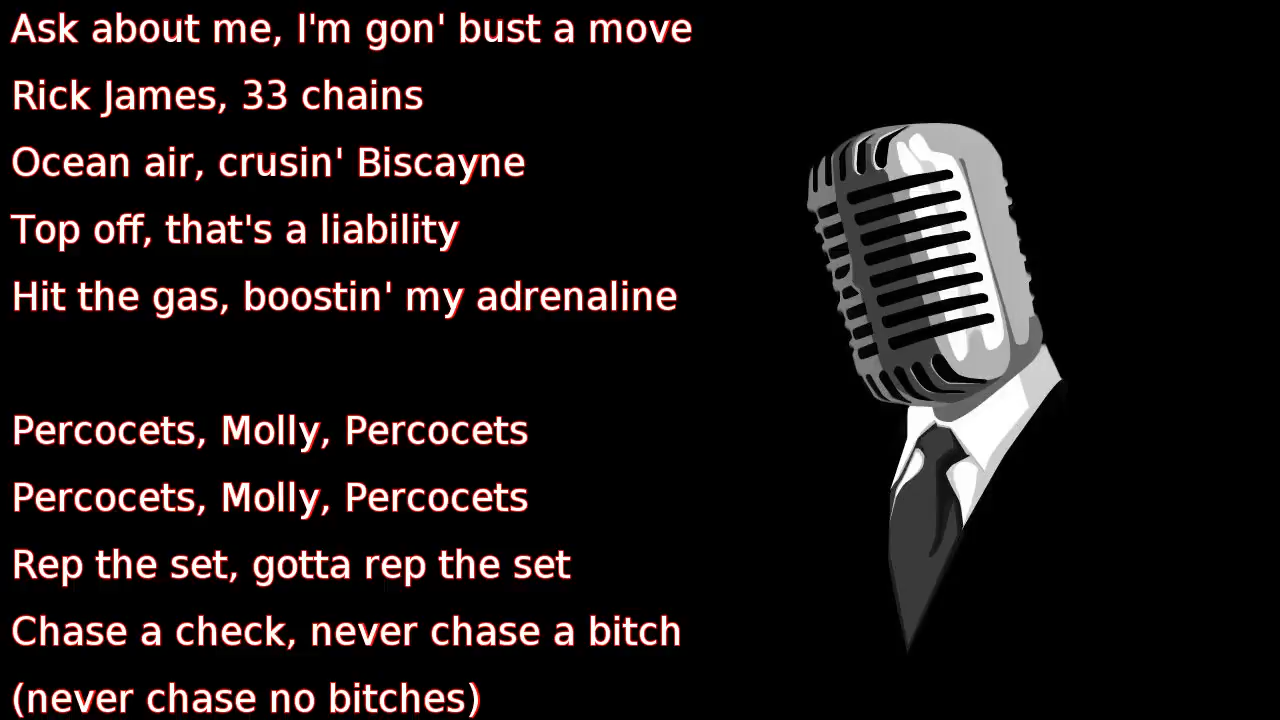 Ask about me, I'm gon' bust a move
Rick James, 33 chains
Ocean air, crusin' Biscayne
Top off, that's a liability
Hit the gas, boostin' my adrenaline
Percocets, Molly, Percocets
Percocets, Molly, Percocets
Rep the set, gotta rep the set
Chase a check, never chase a bitch
(never chase no bitches)